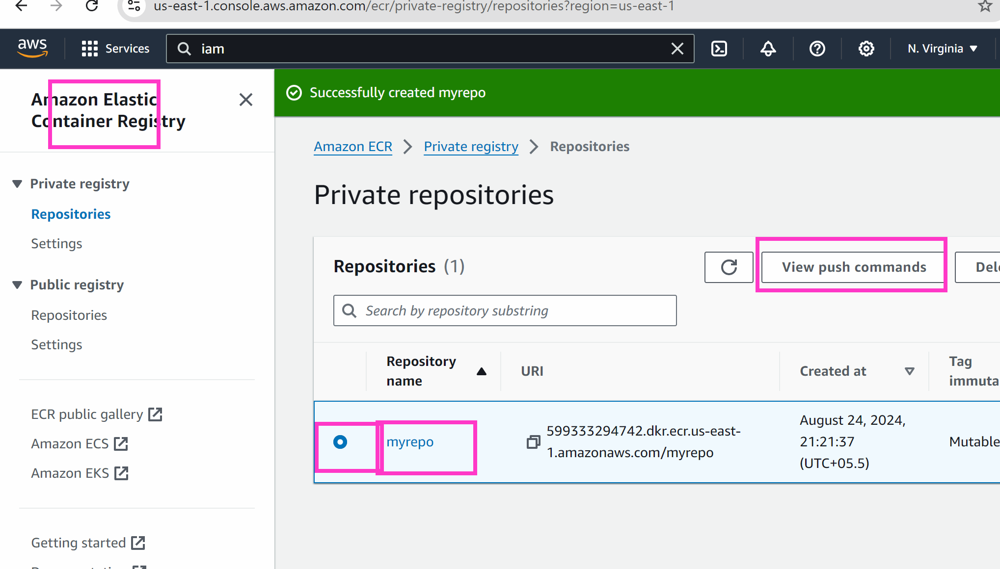 us-east-1.console.aws.amazon.com/ecr/private-registry/repositories?region=us-east-1
aws
Services
iam
N. Virginia
Amazon Elastic
Container Registry
Successfully created myrepo
Amazon ECR
Private registry
Repositories
Private registry
Repositories
Settings
Public registry
Repositories
Settings
ECR public gallery
Amazon ECS
Amazon EKS
Getting started
Private repositories
Repositories (1)
View push commands
Search by repository substring
Repository
name
URI
Created at
Tag
myrepo
599333294742.dkr.ecr.us-east-
1.amazonaws.com/myrepo
August 24, 2024,
21:21:37
(UTC+05.5)
Mutable